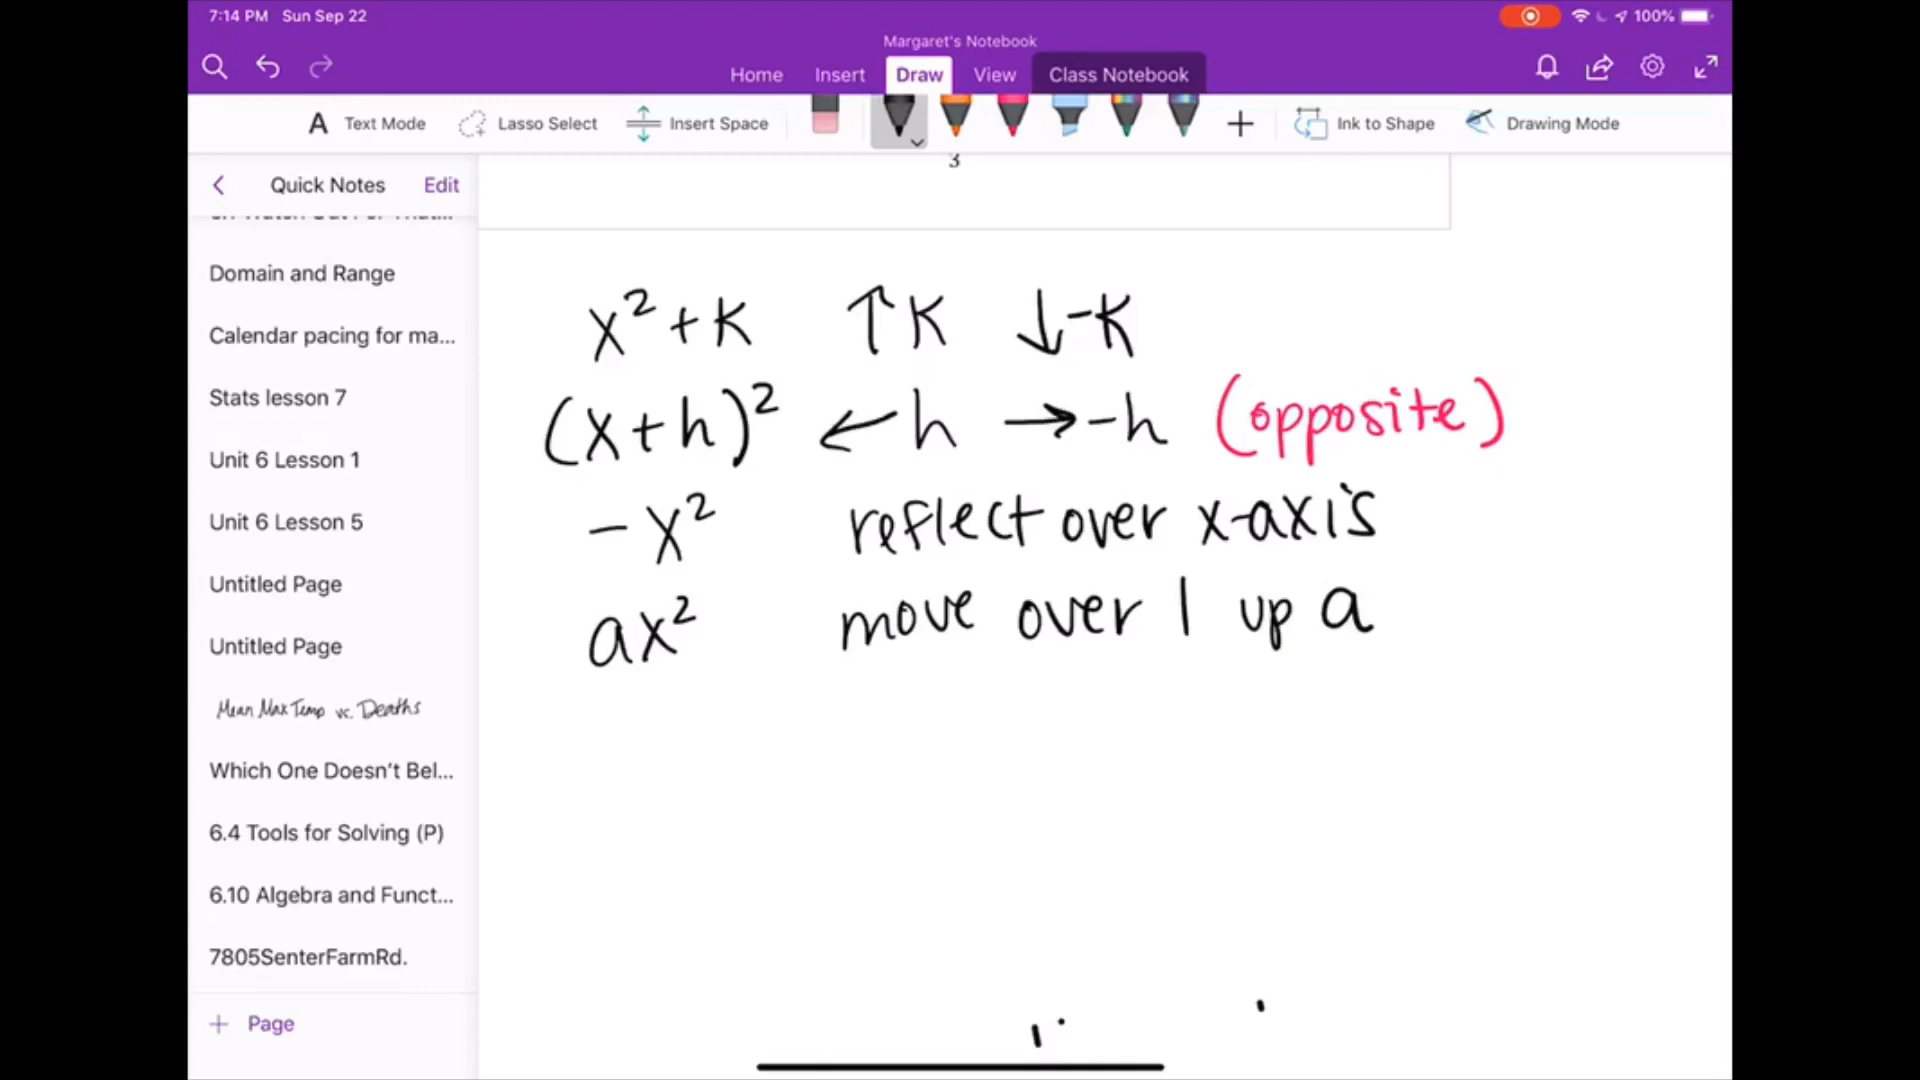 7:14 PM Sun Sep 22
100%
Margaret's Notebook
Home Insert Draw View Class Notebook
A Text Mode Lasso Select Insert Space + Ink to Shape Drawing Mode
3
Quick Notes Edit
Domain and Range
Calendar pacing for ma...
Stats lesson 7
Unit 6 Lesson 1
Unit 6 Lesson 5
Untitled Page
Untitled Page
Mean Max Temp vs. Deaths
Which One Doesn't Bel...
6.4 Tools for Solving (P)
6.10 Algebra and Funct...
7805SenterFarmRd.
+ Page
x² + K ↑K ↓-K
(x+h)² ←h →-h (opposite)
-x² reflect over x-axis
ax² move over 1 up a